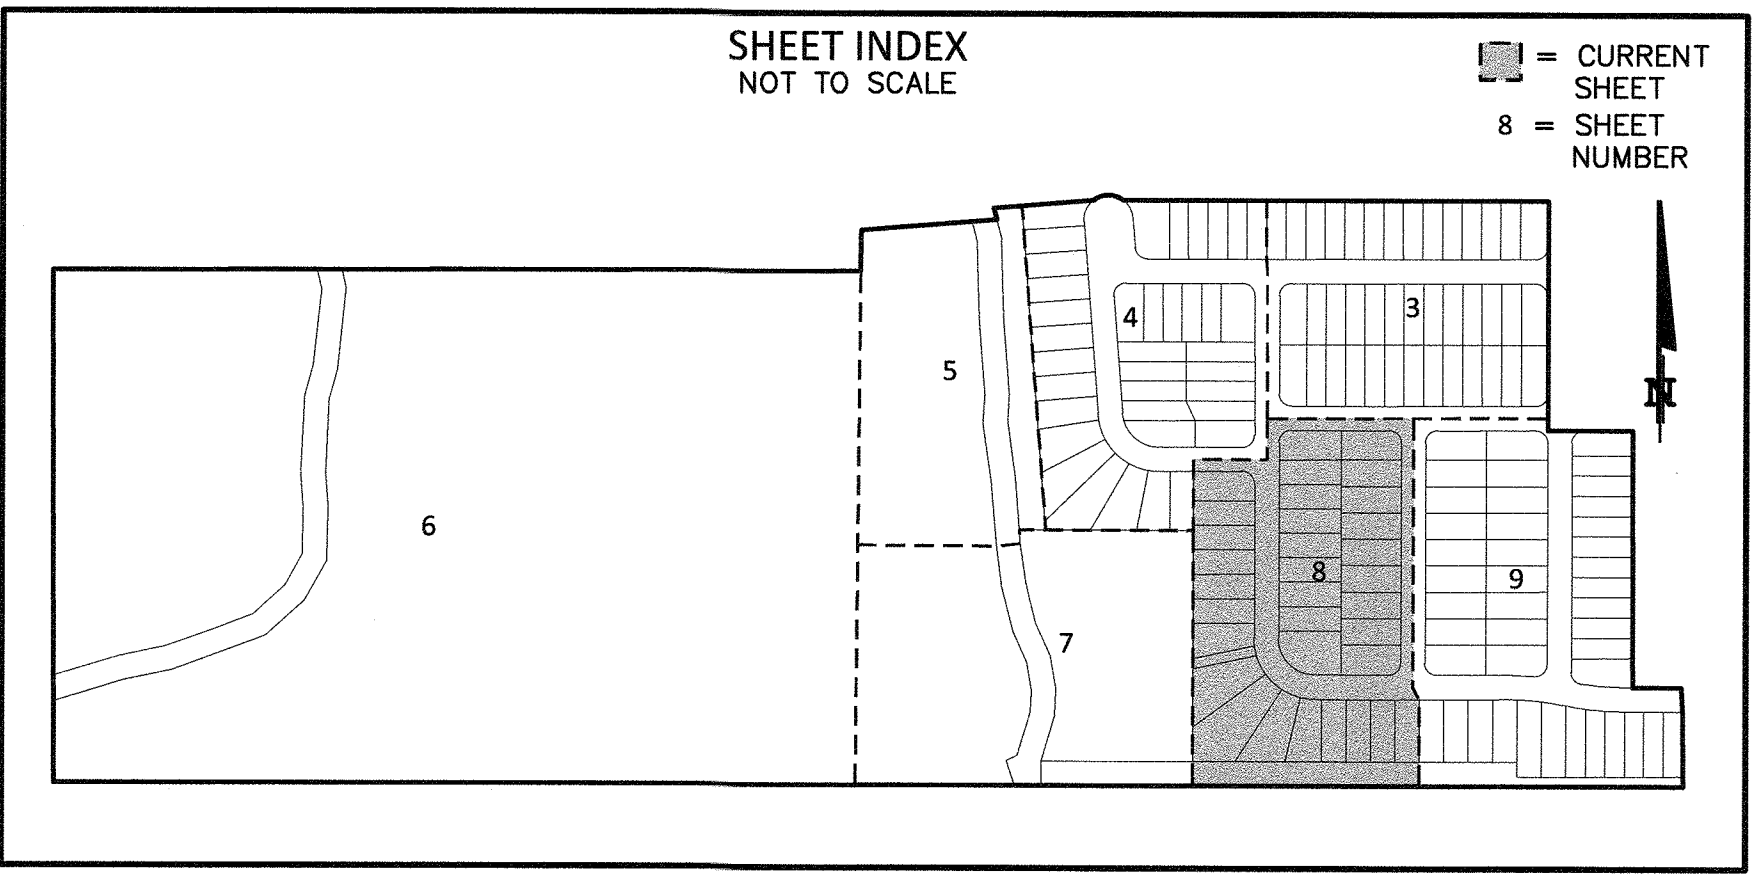 SHEET INDEX
NOT TO SCALE
= CURRENT
SHEET
8 = SHEET
NUMBER
4
3
5
N
6
8
9
7